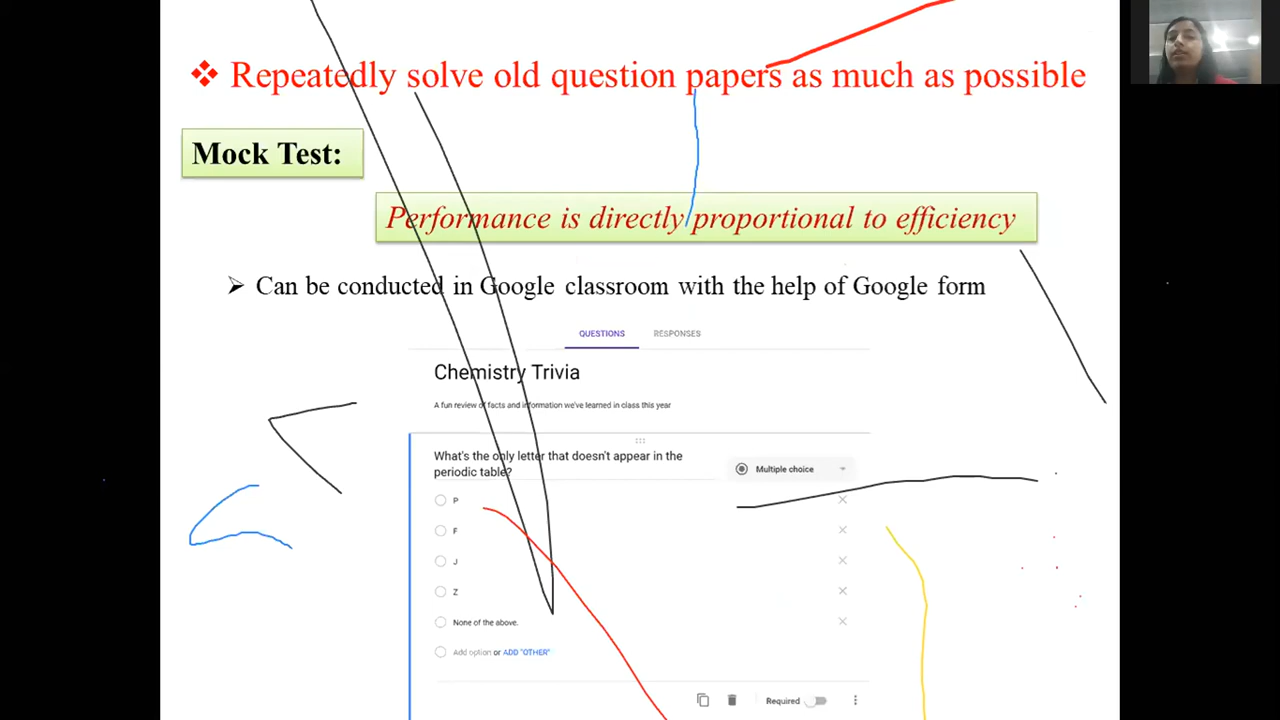 Repeatedly solve old question papers as much as possible
Mock Test:
Performance is directly proportional to efficiency
Can be conducted in Google classroom with the help of Google form
QUESTIONS RESPONSES
Chemistry Trivia
A fun review of facts and information we've learned in class this year
What's the only letter that doesn't appear in the
periodic table?
Multiple choice
P
F
J
Z
None of the above.
Add option or ADD "OTHER"
Required